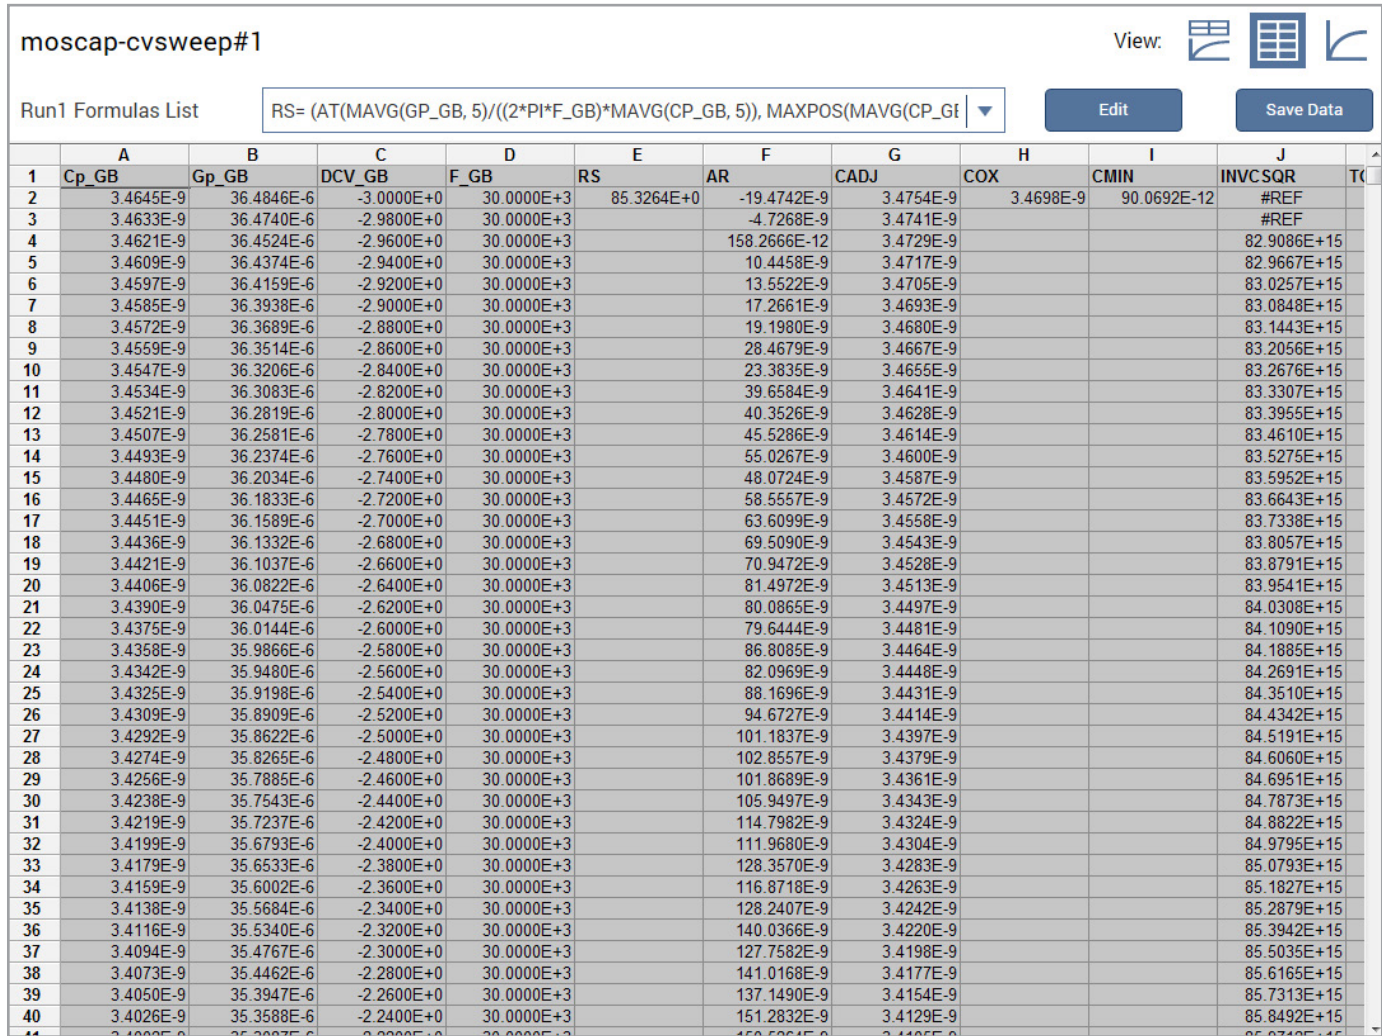 moscap-cvsweep#1
View:
Run1 Formulas List
RS= (AT(MAVG(GP_GB, 5)/((2*PI*F_GB)*MAVG(CP_GB, 5)), MAXPOS(MAVG(CP_GE
Edit
Save Data
A B C D E F G H I J
1 Cp_GB Gp_GB DCV_GB F_GB RS AR CADJ COX CMIN INVCSQR
2 3.4645E-9 36.4846E-6 -3.0000E+0 30.0000E+3 85.3264E+0 -19.4742E-9 3.4754E-9 3.4698E-9 90.0692E-12 #REF
3 3.4633E-9 36.4740E-6 -2.9800E+0 30.0000E+3 -4.7268E-9 3.4741E-9 #REF
4 3.4621E-9 36.4524E-6 -2.9600E+0 30.0000E+3 158.2666E-12 3.4729E-9 82.9086E+15
5 3.4609E-9 36.4374E-6 -2.9400E+0 30.0000E+3 10.4458E-9 3.4717E-9 82.9667E+15
6 3.4597E-9 36.4159E-6 -2.9200E+0 30.0000E+3 13.5522E-9 3.4705E-9 83.0257E+15
7 3.4585E-9 36.3938E-6 -2.9000E+0 30.0000E+3 17.2661E-9 3.4693E-9 83.0848E+15
8 3.4572E-9 36.3689E-6 -2.8800E+0 30.0000E+3 19.1980E-9 3.4680E-9 83.1443E+15
9 3.4559E-9 36.3514E-6 -2.8600E+0 30.0000E+3 28.4679E-9 3.4667E-9 83.2056E+15
10 3.4547E-9 36.3206E-6 -2.8400E+0 30.0000E+3 23.3835E-9 3.4655E-9 83.2676E+15
11 3.4534E-9 36.3083E-6 -2.8200E+0 30.0000E+3 39.6584E-9 3.4641E-9 83.3307E+15
12 3.4521E-9 36.2819E-6 -2.8000E+0 30.0000E+3 40.3526E-9 3.4628E-9 83.3955E+15
13 3.4507E-9 36.2581E-6 -2.7800E+0 30.0000E+3 45.5286E-9 3.4614E-9 83.4610E+15
14 3.4493E-9 36.2374E-6 -2.7600E+0 30.0000E+3 55.0267E-9 3.4600E-9 83.5275E+15
15 3.4480E-9 36.2034E-6 -2.7400E+0 30.0000E+3 48.0724E-9 3.4587E-9 83.5952E+15
16 3.4465E-9 36.1833E-6 -2.7200E+0 30.0000E+3 58.5557E-9 3.4572E-9 83.6643E+15
17 3.4451E-9 36.1589E-6 -2.7000E+0 30.0000E+3 63.6099E-9 3.4558E-9 83.7338E+15
18 3.4436E-9 36.1332E-6 -2.6800E+0 30.0000E+3 69.5090E-9 3.4543E-9 83.8057E+15
19 3.4421E-9 36.1037E-6 -2.6600E+0 30.0000E+3 70.9472E-9 3.4528E-9 83.8791E+15
20 3.4406E-9 36.0822E-6 -2.6400E+0 30.0000E+3 81.4972E-9 3.4513E-9 83.9541E+15
21 3.4390E-9 36.0475E-6 -2.6200E+0 30.0000E+3 80.0865E-9 3.4497E-9 84.0308E+15
22 3.4375E-9 36.0144E-6 -2.6000E+0 30.0000E+3 79.6444E-9 3.4481E-9 84.1090E+15
23 3.4358E-9 35.9866E-6 -2.5800E+0 30.0000E+3 86.8085E-9 3.4464E-9 84.1885E+15
24 3.4342E-9 35.9480E-6 -2.5600E+0 30.0000E+3 82.0969E-9 3.4448E-9 84.2691E+15
25 3.4325E-9 35.9198E-6 -2.5400E+0 30.0000E+3 88.1696E-9 3.4431E-9 84.3510E+15
26 3.4309E-9 35.8909E-6 -2.5200E+0 30.0000E+3 94.6727E-9 3.4414E-9 84.4342E+15
27 3.4292E-9 35.8622E-6 -2.5000E+0 30.0000E+3 101.1837E-9 3.4397E-9 84.5191E+15
28 3.4274E-9 35.8265E-6 -2.4800E+0 30.0000E+3 102.8557E-9 3.4379E-9 84.6060E+15
29 3.4256E-9 35.7885E-6 -2.4600E+0 30.0000E+3 101.8689E-9 3.4361E-9 84.6951E+15
30 3.4238E-9 35.7543E-6 -2.4400E+0 30.0000E+3 105.9497E-9 3.4343E-9 84.7873E+15
31 3.4219E-9 35.7237E-6 -2.4200E+0 30.0000E+3 114.7982E-9 3.4324E-9 84.8822E+15
32 3.4199E-9 35.6793E-6 -2.4000E+0 30.0000E+3 111.9680E-9 3.4304E-9 84.9795E+15
33 3.4179E-9 35.6533E-6 -2.3800E+0 30.0000E+3 128.3570E-9 3.4283E-9 85.0793E+15
34 3.4159E-9 35.6002E-6 -2.3600E+0 30.0000E+3 116.8718E-9 3.4263E-9 85.1827E+15
35 3.4138E-9 35.5684E-6 -2.3400E+0 30.0000E+3 128.2407E-9 3.4242E-9 85.2879E+15
36 3.4116E-9 35.5340E-6 -2.3200E+0 30.0000E+3 140.0366E-9 3.4220E-9 85.3942E+15
37 3.4094E-9 35.4767E-6 -2.3000E+0 30.0000E+3 127.7582E-9 3.4198E-9 85.5035E+15
38 3.4073E-9 35.4462E-6 -2.2800E+0 30.0000E+3 141.0168E-9 3.4177E-9 85.6165E+15
39 3.4050E-9 35.3947E-6 -2.2600E+0 30.0000E+3 137.1490E-9 3.4154E-9 85.7313E+15
40 3.4026E-9 35.3588E-6 -2.2400E+0 30.0000E+3 151.2832E-9 3.4129E-9 85.8492E+15